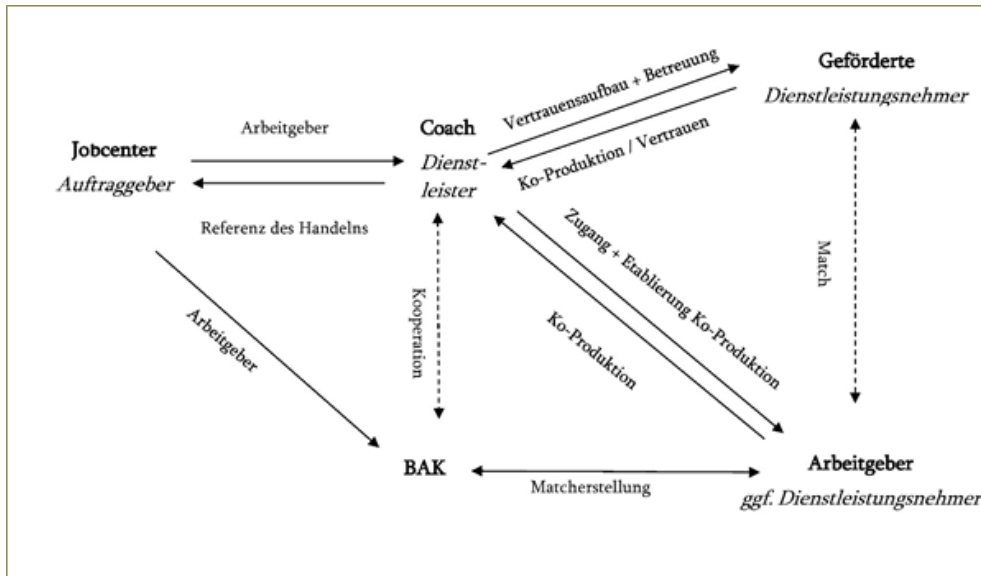 Geförderte
Dienstleistungsnehmer
Vertrauensaufbau + Betreuung
Ko-Produktion / Vertrauen
Coach
Dienst-
leister
Arbeitgeber
Jobcenter
Auftraggeber
Referenz des Handelns
Zugang + Etablierung Ko-Produktion
Ko-Produktion
Match
Kooperation
Arbeitgeber
BAK
Matcherstellung
Arbeitgeber
ggf. Dienstleistungsnehmer